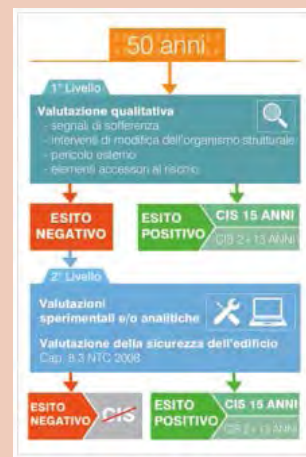 50 anni
1° Livello
Valutazione qualitativa
- segnali di sofferenza
- interventi di modifica dell'organismo strutturale
- pericolo esterno
- elementi accessori al rischio
ESITO
NEGATIVO
ESITO
POSITIVO
CIS 15 ANNI
CIS 2 + 13 ANNI
2° Livello
Valutazioni
sperimentali e/o analitiche
Valutazione della sicurezza dell'edificio
Cap. 8.3 NTC 2008
ESITO
NEGATIVO
CIS
ESITO
POSITIVO
CIS 15 ANNI
CIS 2 + 13 ANNI